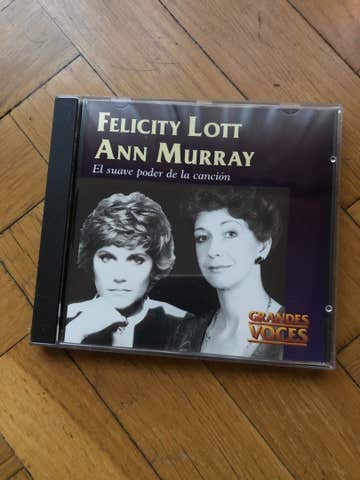 FELICITY LOTT
ANN MURRAY
El suave poder de la canción
GRANDES
VOCES